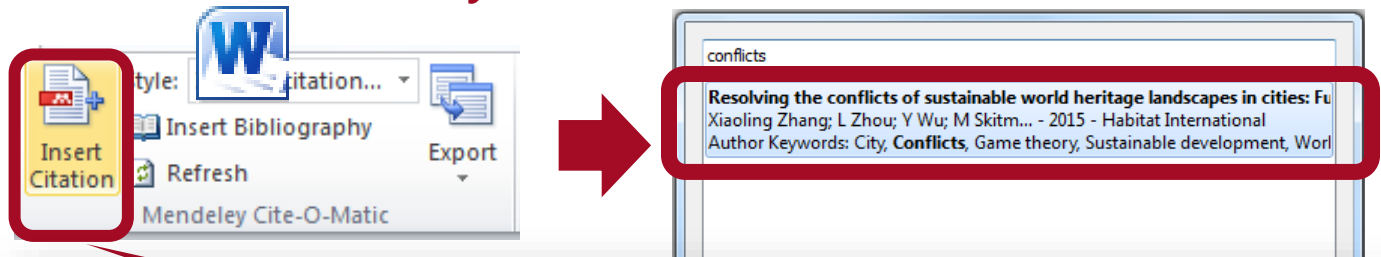 tyle: itation...
Insert Bibliography
Insert
Citation
Refresh
Export
Mendeley Cite-O-Matic
conflicts
Resolving the conflicts of sustainable world heritage landscapes in cities: Fu
Xiaoling Zhang; L Zhou; Y Wu; M Skitm... - 2015 - Habitat International
Author Keywords: City, Conflicts, Game theory, Sustainable development, Worl